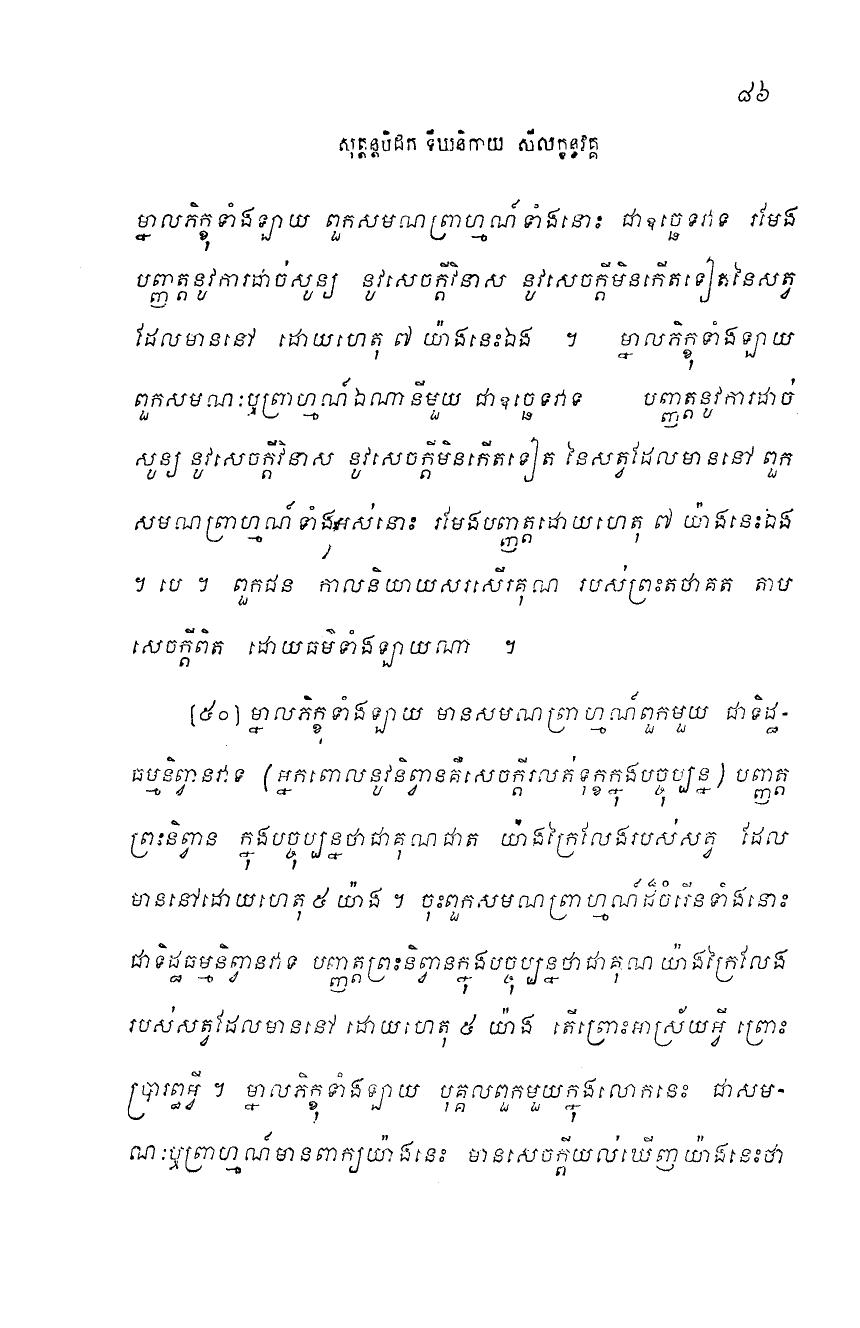 ៨៦
សុត្តន្តបិដក ទីឃនិកាយ សីលក្ខន្ធវគ្គ
ម្នាលភិក្ខុទាំងឡាយ ពួកសមណព្រាហ្មណ៍ទាំងនោះ ជាឧច្ឆេទវាទ រមែង
បញ្ញត្តនូវការដាច់សូន្យ នូវសេចក្តីវិនាស នូវសេចក្តីមិនកើតទៀតនៃសត្វ
ដែលមាននៅ ដោយហេតុ ៧ យ៉ាងនេះឯង ។ ម្នាលភិក្ខុទាំងឡាយ
ពួកសមណៈឬព្រាហ្មណ៍ឯណានីមួយ ជាឧច្ឆេទវាទ បញ្ញត្តនូវការដាច់
សូន្យ នូវសេចក្តីវិនាស នូវសេចក្តីមិនកើតទៀត នៃសត្វដែលមាននៅ ពួក
សមណព្រាហ្មណ៍ទាំងអស់នោះ រមែងបញ្ញត្តដោយហេតុ ៧ យ៉ាងនេះឯង
។ បេ ។ ពួកជន កាលនិយាយសរសើរគុណ របស់ព្រះតថាគត តាម
សេចក្តីពិត ដោយធម៌ទាំងឡាយណា ។
(៥០) ម្នាលភិក្ខុទាំងឡាយ មានសមណព្រាហ្មណ៍ពួកមួយ ជាទិដ្ឋ-
ធម្មនិព្វានវាទ (អ្នកពោលនូវនិព្វានគឺសេចក្តីរលត់ទុក្ខក្នុងបច្ចុប្បន្ន) បញ្ញត្ត
ព្រះនិព្វាន ក្នុងបច្ចុប្បន្នថាជាគុណជាត យ៉ាងក្រៃលែងរបស់សត្វ ដែល
មាននៅដោយហេតុ ៥ យ៉ាង ។ ចុះពួកសមណព្រាហ្មណ៍ដ៏ចំរើនទាំងនោះ
ជាទិដ្ឋធម្មនិព្វានវាទ បញ្ញត្តព្រះនិព្វានក្នុងបច្ចុប្បន្នថាជាគុណ យ៉ាងក្រៃលែង
របស់សត្វដែលមាននៅ ដោយហេតុ ៥ យ៉ាង តើព្រោះអាស្រ័យអ្វី ព្រោះ
ប្រារព្ធអ្វី ។ ម្នាលភិក្ខុទាំងឡាយ បុគ្គលពួកមួយក្នុងលោកនេះ ជាសម-
ណៈឬព្រាហ្មណ៍មានពាក្យយ៉ាងនេះ មានសេចក្តីយល់ឃើញយ៉ាងនេះថា